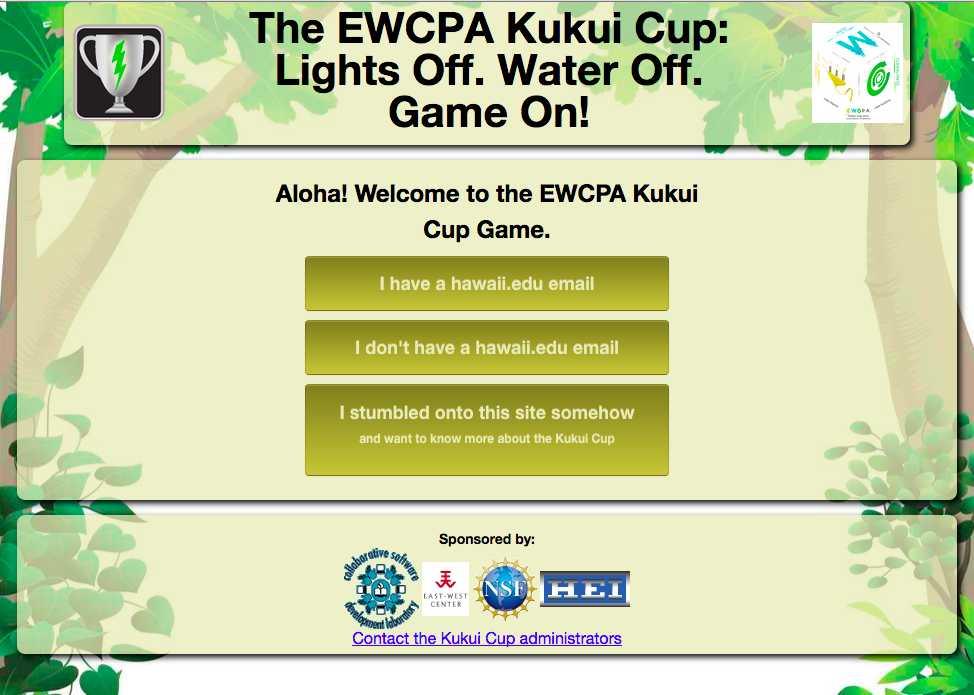 The EWCPA Kukui Cup:
Lights Off. Water Off.
Game On!
W
EWCPA
Aloha! Welcome to the EWCPA Kukui
Cup Game.
I have a hawaii.edu email
I don't have a hawaii.edu email
I stumbled onto this site somehow
and want to know more about the Kukui Cup
Sponsored by:
collaborative software
development laboratory
EAST-WEST
CENTER
NSF
HEI
Contact the Kukui Cup administrators